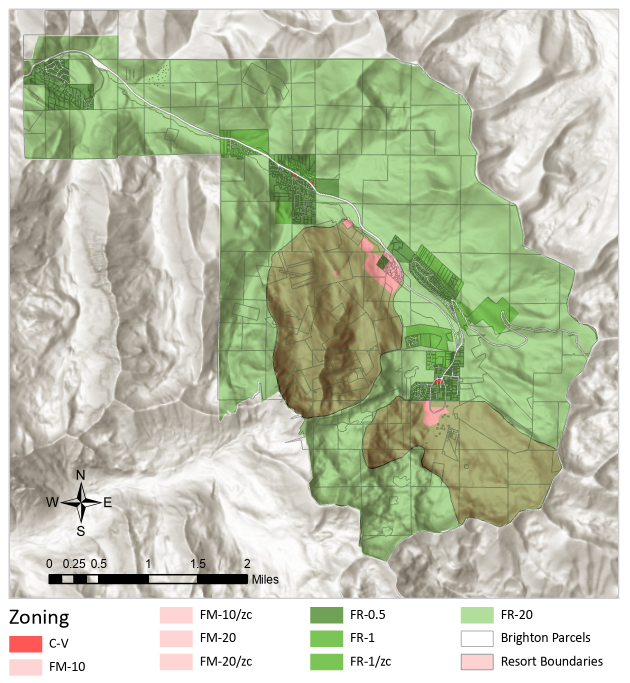 N
W E
S
0 0.25 0.5 1 1.5 2
Miles
Zoning
C-V
FM-10
FM-10/zc
FM-20
FM-20/zc
FR-0.5
FR-1
FR-1/zc
FR-20
Brighton Parcels
Resort Boundaries